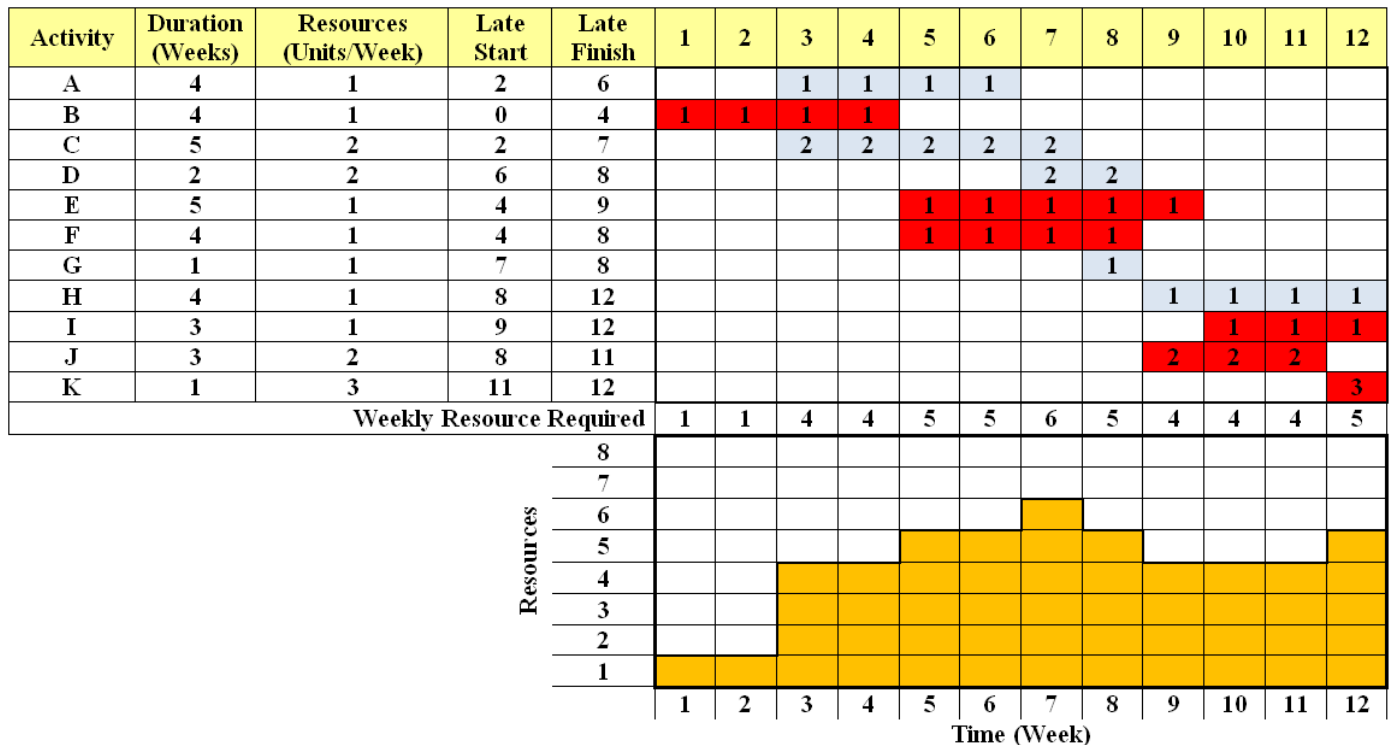 Activity Duration (Weeks) Resources (Units/Week) Late Start Late Finish 1 2 3 4 5 6 7 8 9 10 11 12
A 4 1 2 6 1 1 1 1
B 4 1 0 4 1 1 1 1
C 5 2 2 7 2 2 2 2 2
D 2 2 6 8 2 2
E 5 1 4 9 1 1 1 1 1
F 4 1 4 8 1 1 1 1
G 1 1 7 8 1
H 4 1 8 12 1 1 1 1
I 3 1 9 12 1 1 1
J 3 2 8 11 2 2 2
K 1 3 11 12 3
Weekly Resource Required 1 1 4 4 5 5 6 5 4 4 4 5
Resources
8
7
6
5
4
3
2
1
1 2 3 4 5 6 7 8 9 10 11 12
Time (Week)